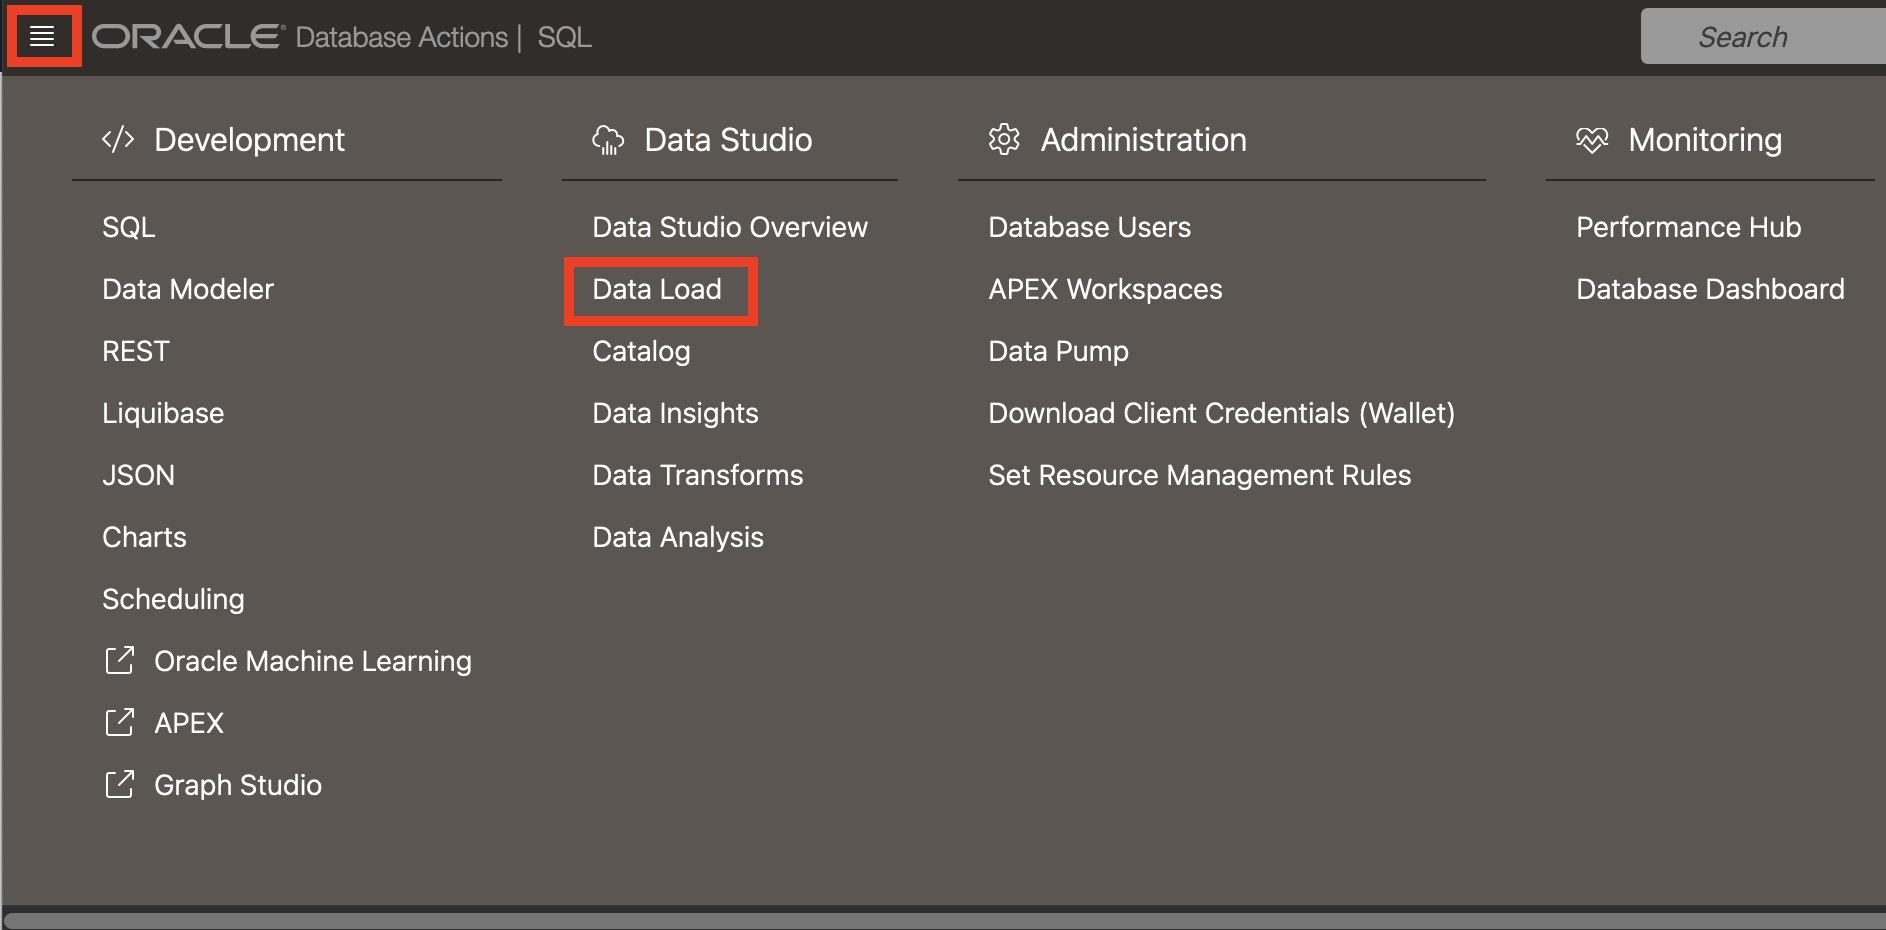 ORACLE® Database Actions | SQL
Search
Development
SQL
Data Modeler
REST
Liquibase
JSON
Charts
Scheduling
Oracle Machine Learning
APEX
Graph Studio
Data Studio
Data Studio Overview
Data Load
Catalog
Data Insights
Data Transforms
Data Analysis
Administration
Database Users
APEX Workspaces
Data Pump
Download Client Credentials (Wallet)
Set Resource Management Rules
Monitoring
Performance Hub
Database Dashboard